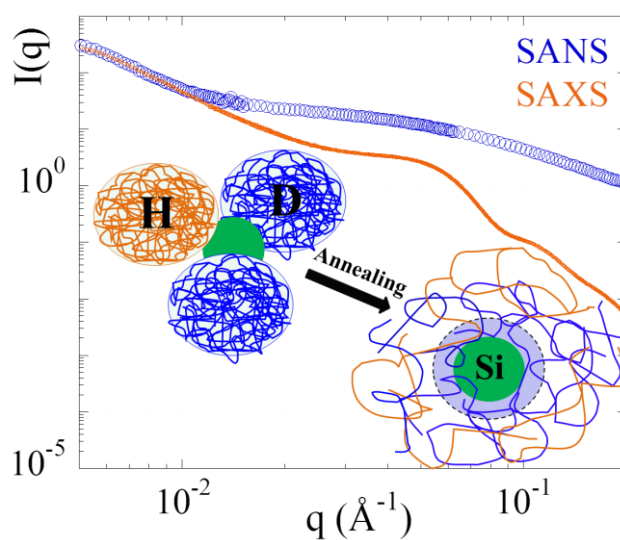 I(q)
SANS
SAXS
10⁰
H
D
Annealing
Si
10⁻⁵
10⁻²
10⁻¹
q (Å⁻¹)